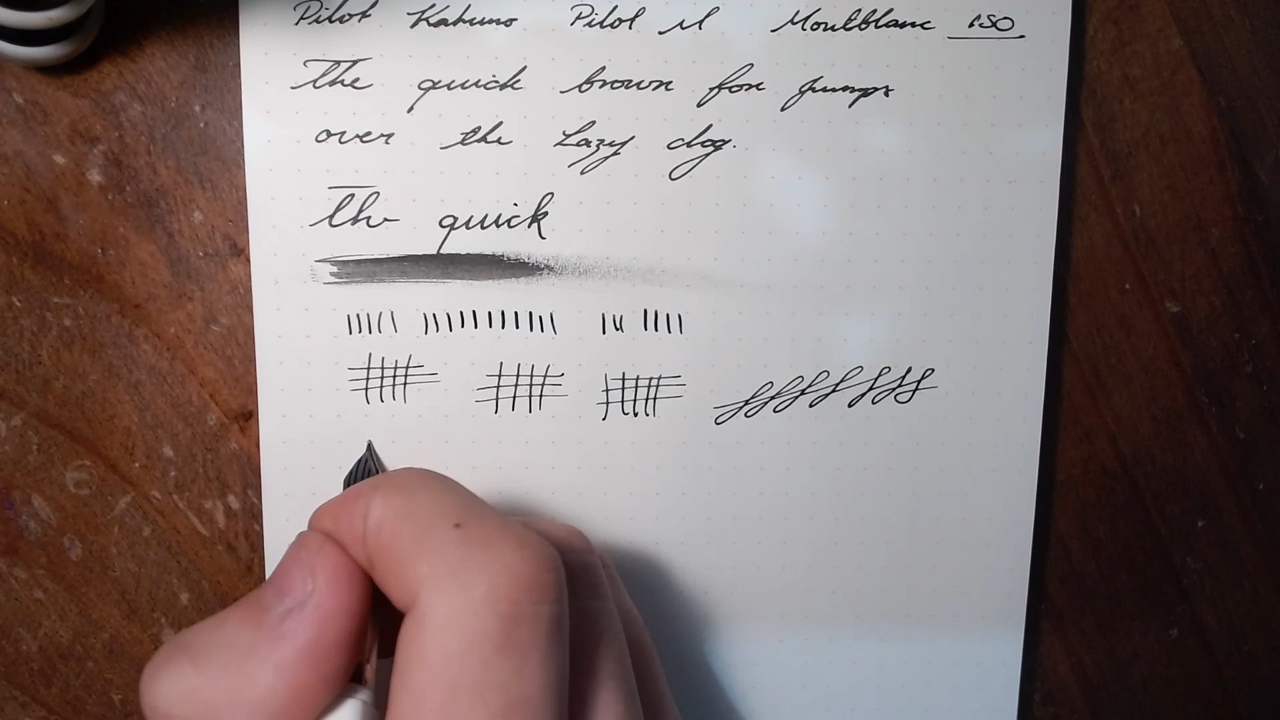 Pilot Kakuno Pilot M Montblanc 150
The quick brown fox jumps
over the Lazy dog.
The quick